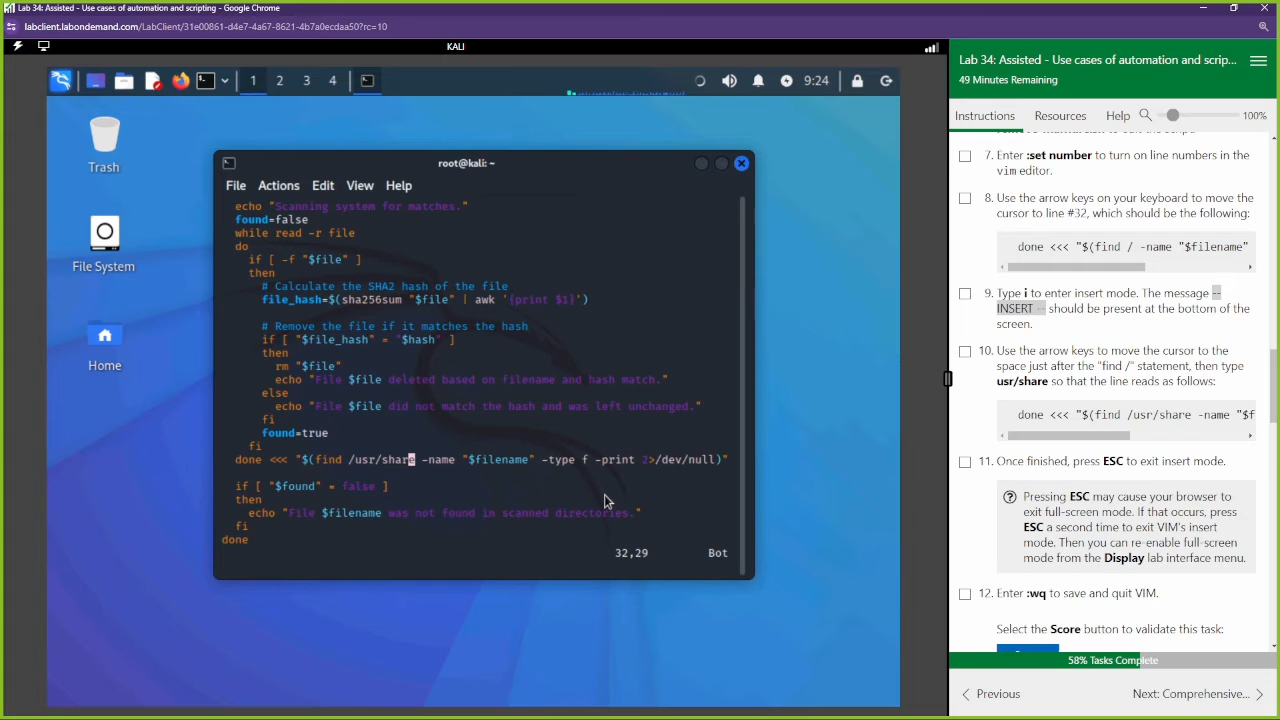 Lab 34: Assisted - Use cases of automation and scripting - Google Chrome
labclient.labondemand.com/LabClient/31e00861-d4e7-4a67-8621-4b7a0ecdaa50?rc=10
KALI
1 2 3 4
9:24
Trash
File System
Home
root@kali: ~
File Actions Edit View Help
echo "Scanning system for matches."
found=false
while read -r file
do
if [ -f "$file" ]
then
# Calculate the SHA2 hash of the file
file_hash=$(sha256sum "$file" | awk '{print $1}')
# Remove the file if it matches the hash
if [ "$file_hash" = "$hash" ]
then
rm "$file"
echo "File $file deleted based on filename and hash match."
else
echo "File $file did not match the hash and was left unchanged."
fi
found=true
fi
done <<< "$(find /usr/share -name "$filename" -type f -print 2>/dev/null)"
if [ "$found" = false ]
then
echo "File $filename was not found in scanned directories."
fi
done
32,29 Bot
Lab 34: Assisted - Use cases of automation and scrip...
49 Minutes Remaining
Instructions Resources Help 100%
7. Enter :set number to turn on line numbers in the
vim editor.
8. Use the arrow keys on your keyboard to move the
cursor to line #32, which should be the following:
done <<< "$(find / -name "$filename"
9. Type i to enter insert mode. The message --
INSERT -- should be present at the bottom of the
screen.
10. Use the arrow keys to move the cursor to the
space just after the "find /" statement, then type
usr/share so that the line reads as follows:
done <<< "$(find /usr/share -name "$f
11. Once finished, press ESC to exit insert mode.
Pressing ESC may cause your browser to
exit full-screen mode. If that occurs, press
ESC a second time to exit VIM's insert
mode. Then you can re-enable full-screen
mode from the Display lab interface menu.
12. Enter :wq to save and quit VIM.
Select the Score button to validate this task:
58% Tasks Complete
Previous
Next: Comprehensive...